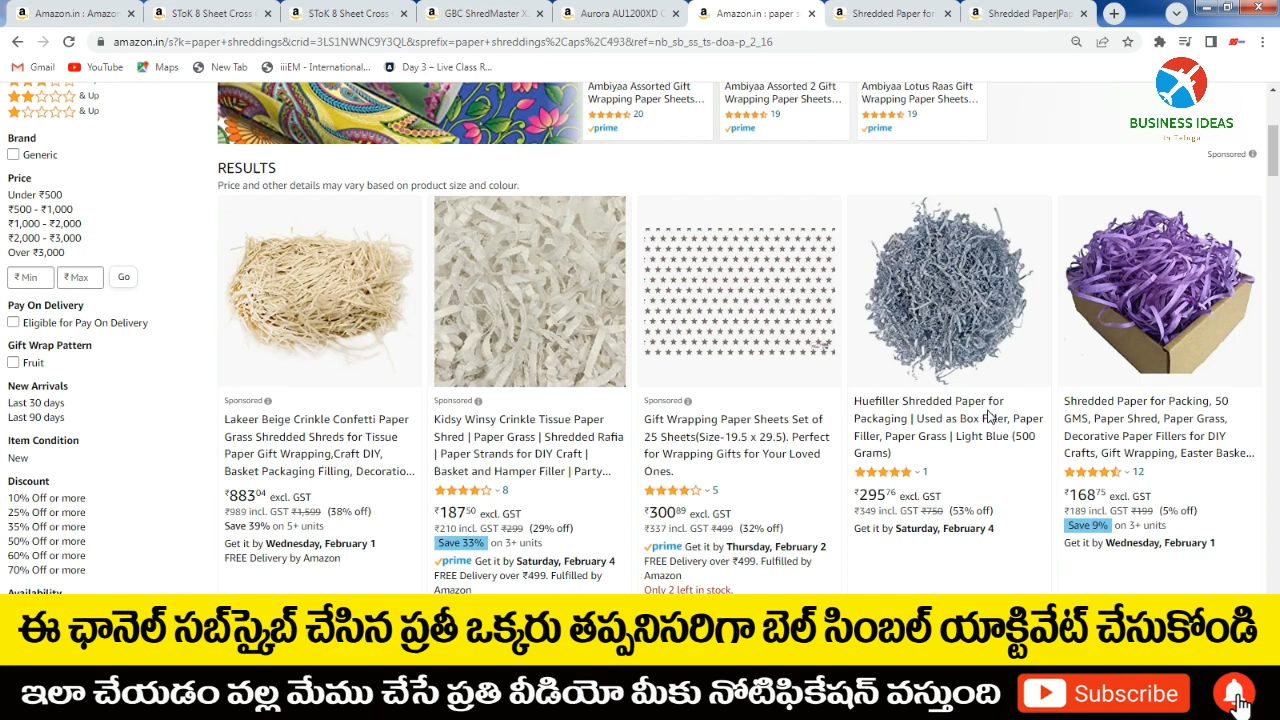 Amazon.in : Amazo
SToK 8 Sheet Cross
SToK 8 Sheet Cross
GBC ShredMaster X
Aurora AU1200XD C
Amazon.in : paper s
Shredded Paper for
Shredded Paper|Pa
amazon.in/s?k=paper+shreddings&crid=3LS1NWNC9Y3QL&sprefix=paper+shreddings%2Caps%2C493&ref=nb_sb_ss_ts-doa-p_2_16
Gmail
YouTube
Maps
New Tab
iiiEM - International...
Day 3 – Live Class R...
& Up
& Up
Brand
Generic
Price
Under ₹500
₹500 - ₹1,000
₹1,000 - ₹2,000
₹2,000 - ₹3,000
Over ₹3,000
₹ Min
₹ Max
Go
Pay On Delivery
Eligible for Pay On Delivery
Gift Wrap Pattern
Fruit
New Arrivals
Last 30 days
Last 90 days
Item Condition
New
Discount
10% Off or more
25% Off or more
35% Off or more
50% Off or more
60% Off or more
70% Off or more
Availability
Ambiyaa Assorted Gift
Wrapping Paper Sheets...
20
prime
Ambiyaa Assorted 2 Gift
Wrapping Paper Sheets...
19
prime
Ambiyaa Lotus Raas Gift
Wrapping Paper Sheets...
19
prime
BUSINESS IDEAS
In Telugu
Sponsored
RESULTS
Price and other details may vary based on product size and colour.
Sponsored
Lakeer Beige Crinkle Confetti Paper
Grass Shredded Shreds for Tissue
Paper Gift Wrapping,Craft DIY,
Basket Packaging Filling, Decoratio...
₹88304 excl. GST
₹989 incl. GST ₹1,599 (38% off)
Save 39% on 5+ units
Get it by Wednesday, February 1
FREE Delivery by Amazon
Sponsored
Kidsy Winsy Crinkle Tissue Paper
Shred | Paper Grass | Shredded Rafia
| Paper Strands for DIY Craft |
Basket and Hamper Filler | Party...
8
₹18750 excl. GST
₹210 incl. GST ₹299 (29% off)
Save 33% on 3+ units
prime Get it by Saturday, February 4
FREE Delivery over ₹499. Fulfilled by
Amazon
Sponsored
Gift Wrapping Paper Sheets Set of
25 Sheets(Size-19.5 x 29.5). Perfect
for Wrapping Gifts for Your Loved
Ones.
5
₹30089 excl. GST
₹337 incl. GST ₹499 (32% off)
prime Get it by Thursday, February 2
FREE Delivery over ₹499. Fulfilled by
Amazon
Only 2 left in stock.
Huefiller Shredded Paper for
Packaging | Used as Box Filler, Paper
Filler, Paper Grass | Light Blue (500
Grams)
1
₹29576 excl. GST
₹349 incl. GST ₹750 (53% off)
Get it by Saturday, February 4
Shredded Paper for Packing, 50
GMS, Paper Shred, Paper Grass,
Decorative Paper Fillers for DIY
Crafts, Gift Wrapping, Easter Baske...
12
₹16875 excl. GST
₹189 incl. GST ₹199 (5% off)
Save 9% on 3+ units
Get it by Wednesday, February 1
ఈ ఛానెల్ సబ్‌స్క్రైబ్ చేసిన ప్రతీ ఒక్కరు తప్పనిసరిగా బెల్ సింబల్ యాక్టివేట్ చేసుకోండి
ఇలా చేయడం వల్ల మేము చేసే ప్రతి వీడియో మీకు నోటిఫికేషన్ వస్తుంది
Subscribe